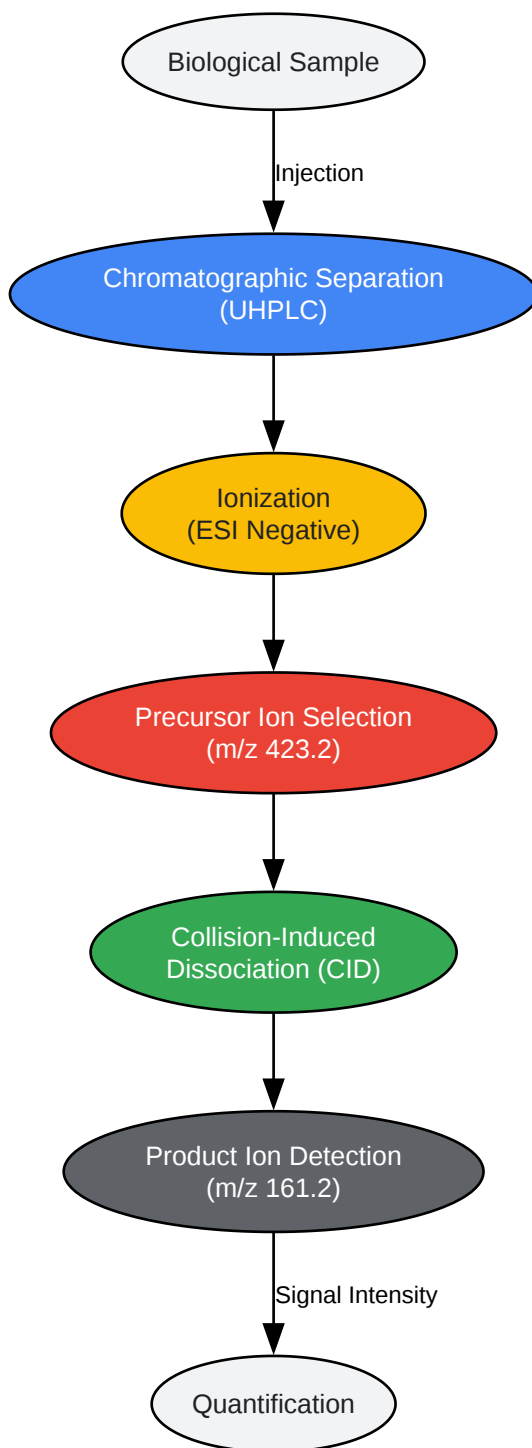 Biological Sample
Injection
Chromatographic Separation
(UHPLC)
Ionization
(ESI Negative)
Precursor Ion Selection
(m/z 423.2)
Collision-Induced
Dissociation (CID)
Product Ion Detection
(m/z 161.2)
Signal Intensity
Quantification